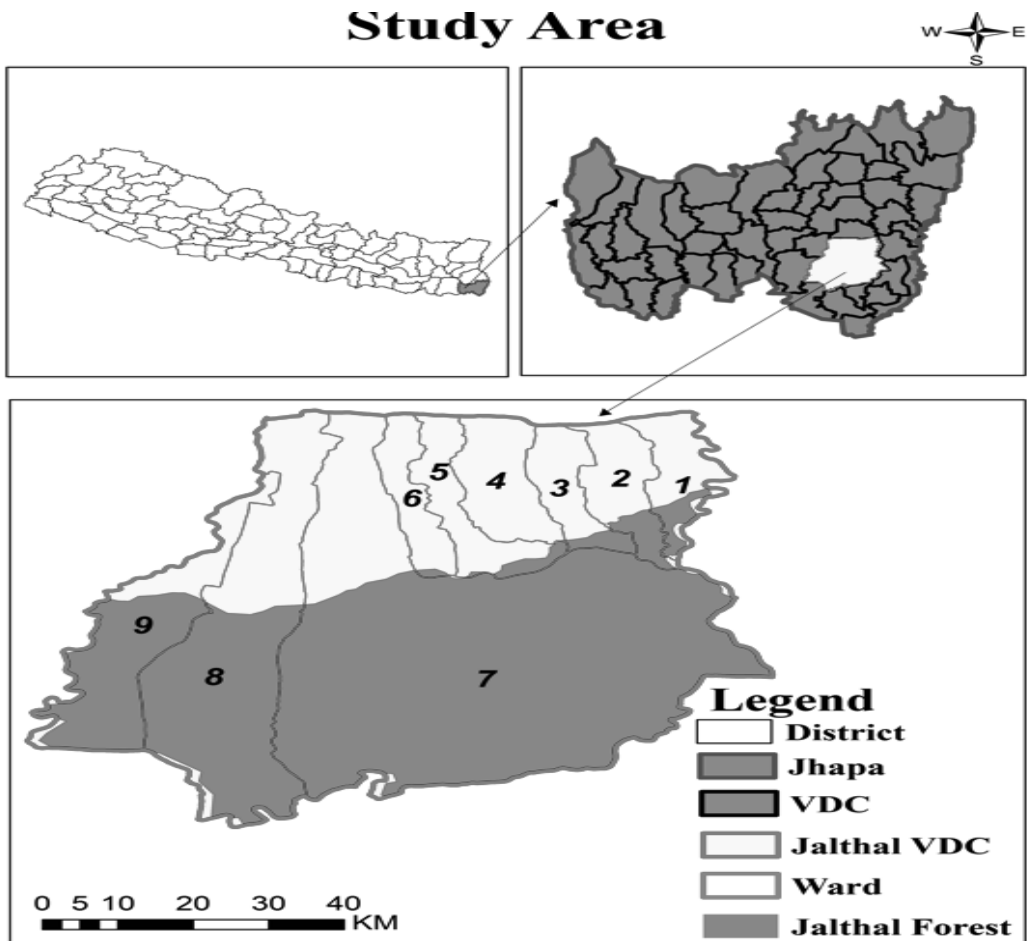 Study Area
W E
S
5
4
3
2
1
6
9
8
7
Legend
District
Jhapa
VDC
Jalthal VDC
Ward
Jalthal Forest
0 5 10 20 30 40
KM